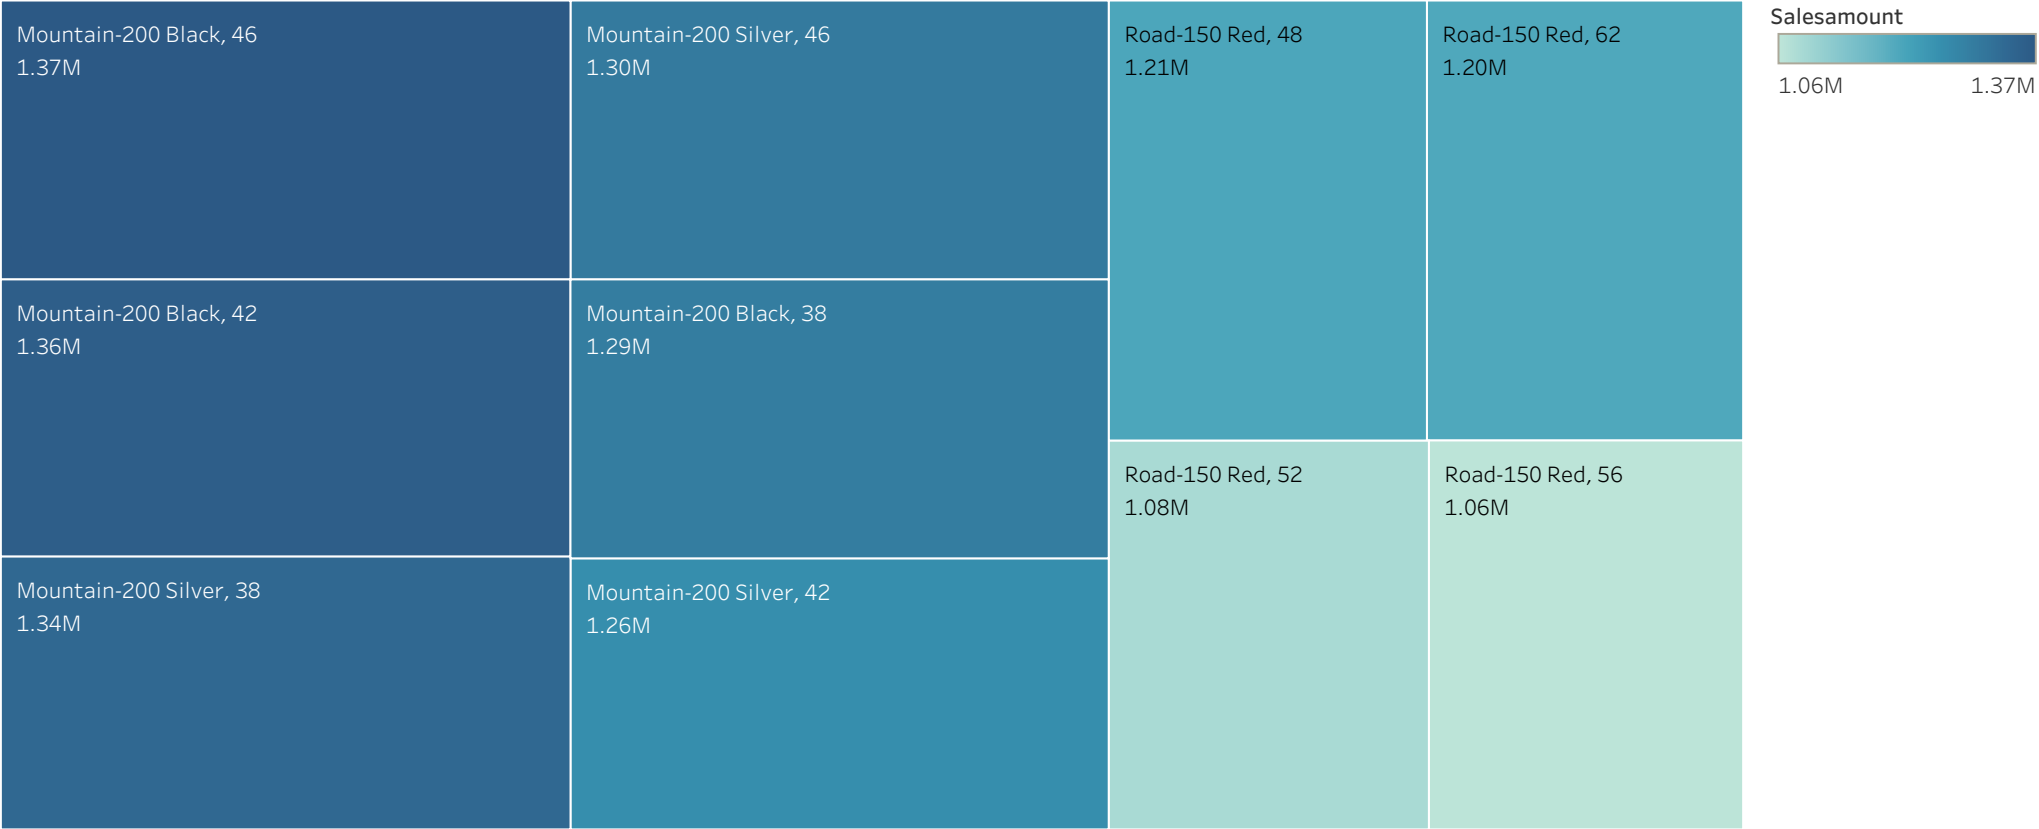 Mountain-200 Black, 46
1.37M
Mountain-200 Black, 42
1.36M
Mountain-200 Silver, 38
1.34M
Mountain-200 Silver, 46
1.30M
Mountain-200 Black, 38
1.29M
Mountain-200 Silver, 42
1.26M
Road-150 Red, 48
1.21M
Road-150 Red, 62
1.20M
Road-150 Red, 52
1.08M
Road-150 Red, 56
1.06M
Salesamount
1.06M 1.37M